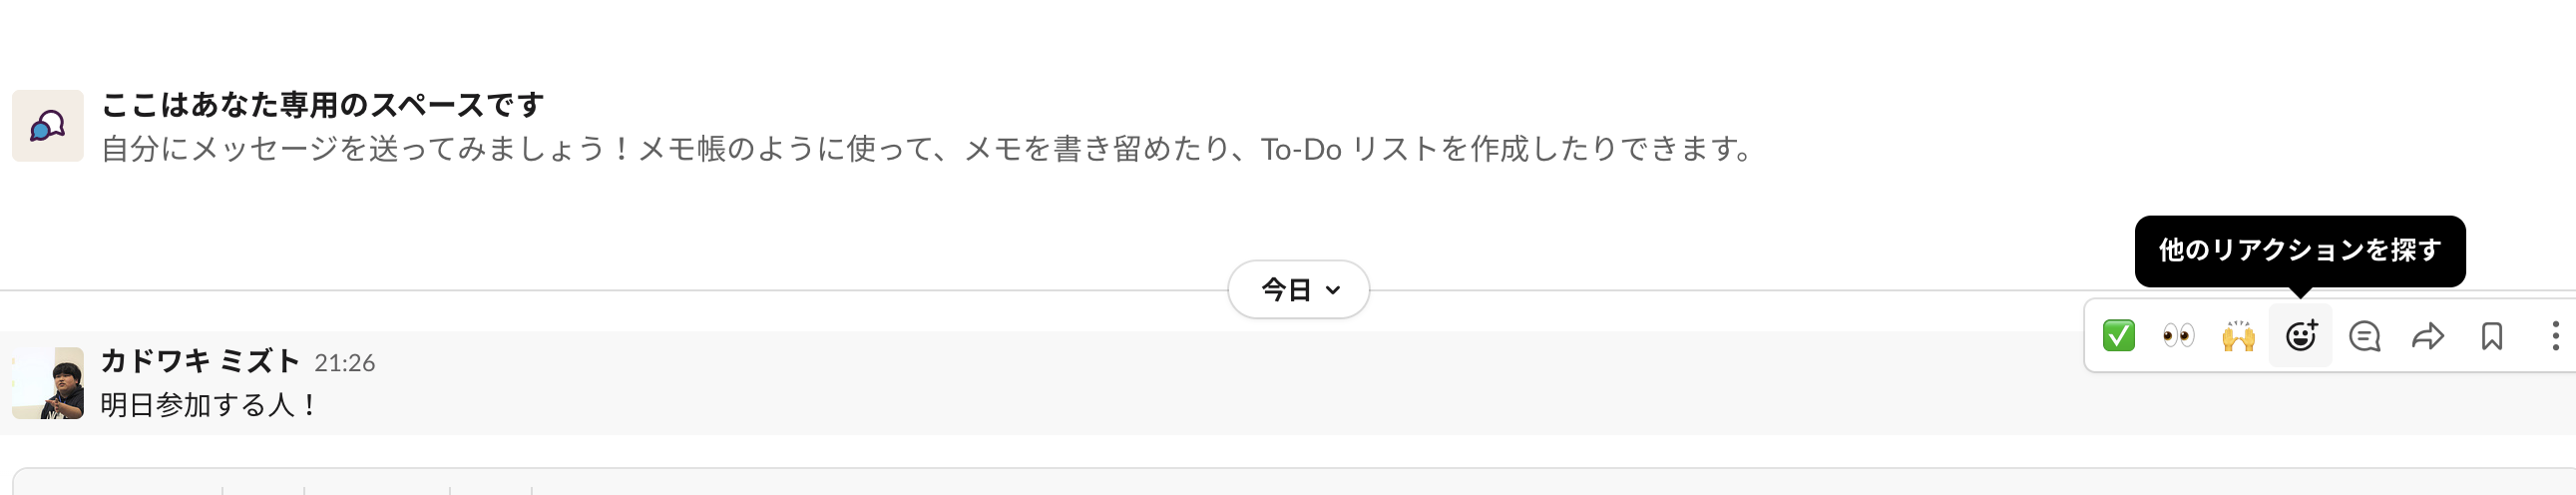 ここはあなた専用のスペースです
自分にメッセージを送ってみましょう！メモ帳のように使って、メモを書き留めたり、To-Do リストを作成したりできます。
他のリアクションを探す
今日
カドワキ ミズト 21:26
明日参加する人！